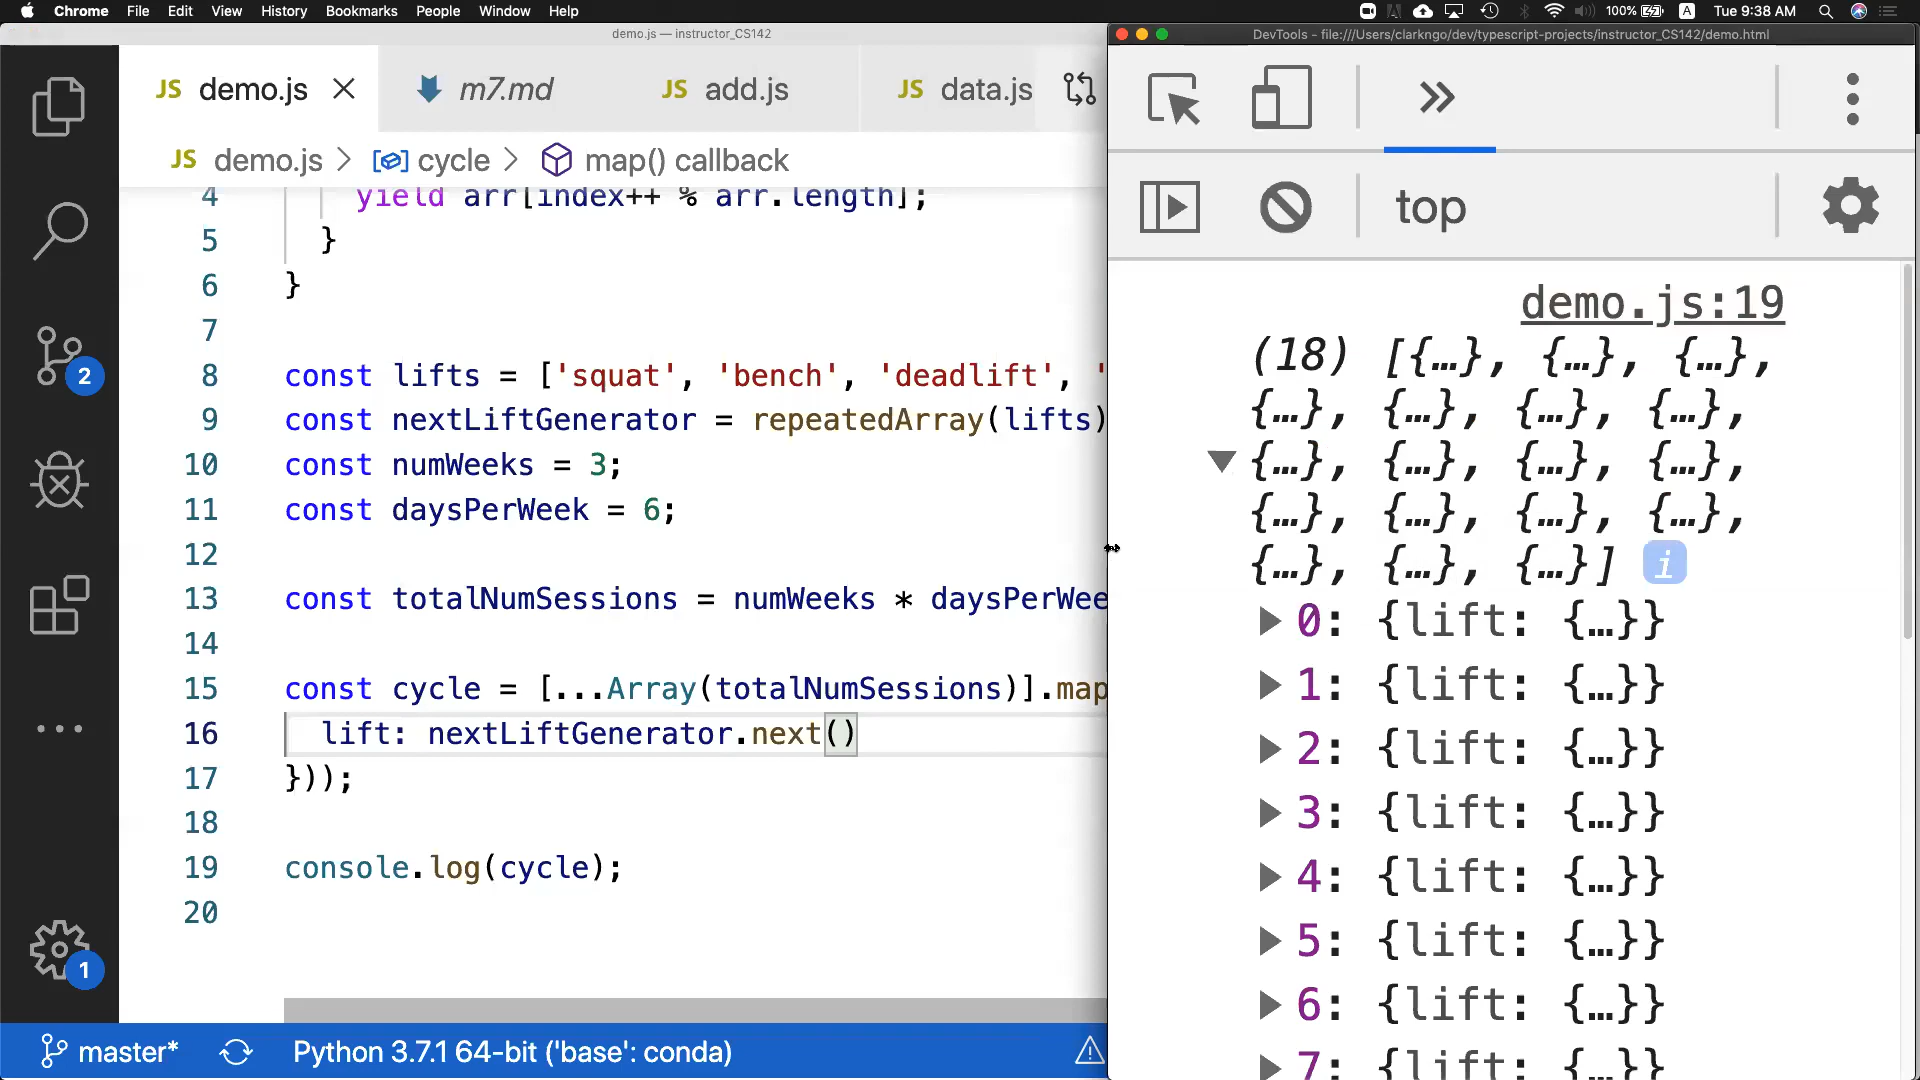 Chrome File Edit View History Bookmarks People Window Help
100% A Tue 9:38 AM
demo.js — instructor_CS142
DevTools - file:///Users/clarkngo/dev/typescript-projects/instructor_CS142/demo.html
JS demo.js m7.md JS add.js JS data.js
JS demo.js > cycle > map() callback
4 yield arr[index++ % arr.length];
5 }
6 }
7
8 const lifts = ['squat', 'bench', 'deadlift', '
9 const nextLiftGenerator = repeatedArray(lifts)
10 const numWeeks = 3;
11 const daysPerWeek = 6;
12
13 const totalNumSessions = numWeeks * daysPerWee
14
15 const cycle = [...Array(totalNumSessions)].map
16 lift: nextLiftGenerator.next()
17 }));
18
19 console.log(cycle);
20
2
1
master* Python 3.7.1 64-bit ('base': conda)
top
demo.js:19
(18) [{…}, {…}, {…},
{…}, {…}, {…}, {…},
{…}, {…}, {…}, {…},
{…}, {…}, {…}, {…},
{…}, {…}, {…}] i
0: {lift: {…}}
1: {lift: {…}}
2: {lift: {…}}
3: {lift: {…}}
4: {lift: {…}}
5: {lift: {…}}
6: {lift: {…}}
7: {lift: {…}}